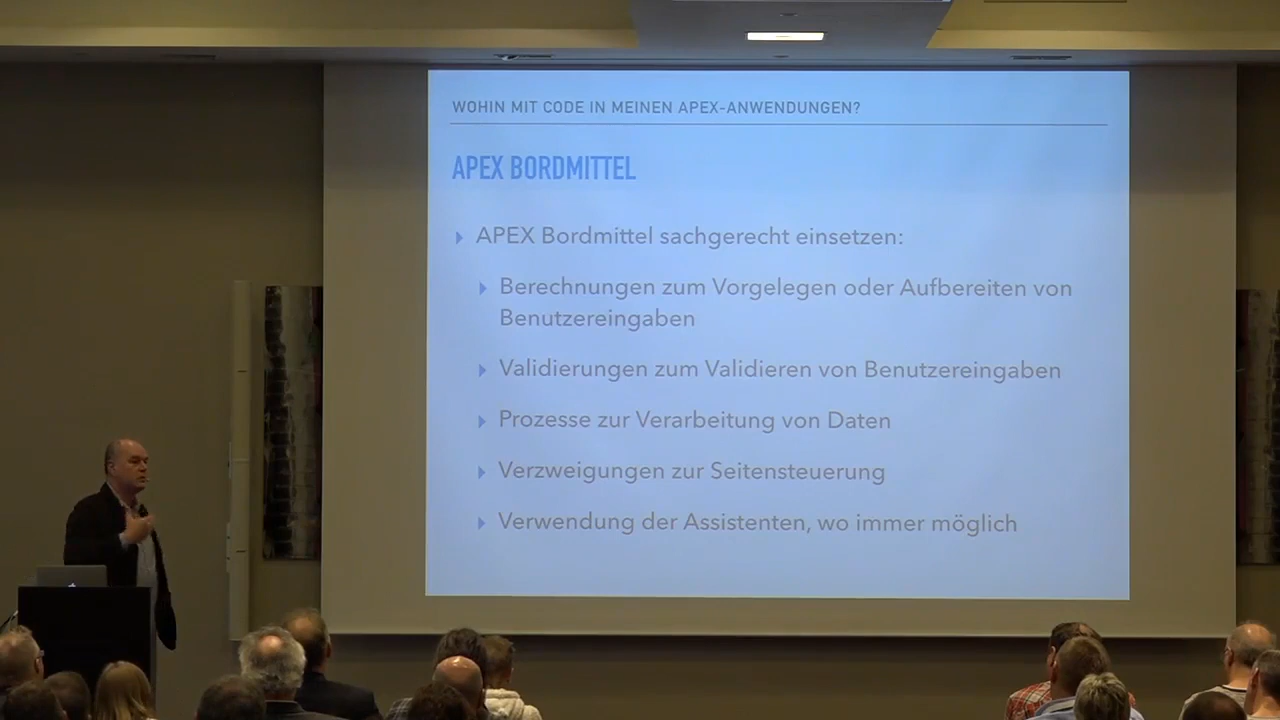 WOHIN MIT CODE IN MEINEN APEX-ANWENDUNGEN?
APEX BORDMITTEL
APEX Bordmittel sachgerecht einsetzen:
Berechnungen zum Vorgelegen oder Aufbereiten von
Benutzereingaben
Validierungen zum Validieren von Benutzereingaben
Prozesse zur Verarbeitung von Daten
Verzweigungen zur Seitensteuerung
Verwendung der Assistenten, wo immer möglich